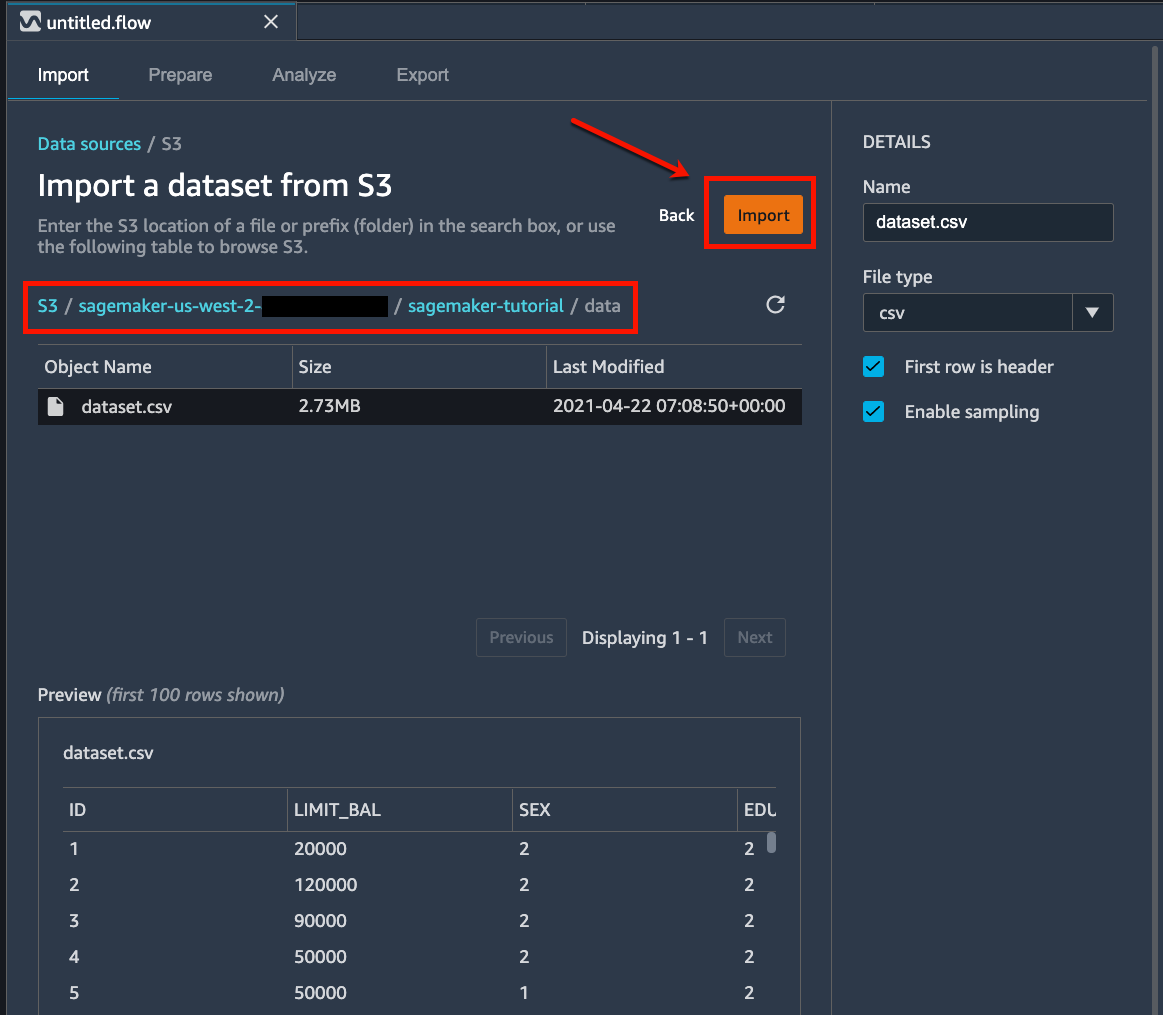 untitled.flow
Import Prepare Analyze Export
Data sources / S3
Import a dataset from S3
Enter the S3 location of a file or prefix (folder) in the search box, or use
the following table to browse S3.
Back Import
S3 / sagemaker-us-west-2- / sagemaker-tutorial / data
Object Name Size Last Modified
dataset.csv 2.73MB 2021-04-22 07:08:50+00:00
Previous Displaying 1 - 1 Next
Preview (first 100 rows shown)
dataset.csv
ID LIMIT_BAL SEX EDU
1 20000 2 2
2 120000 2 2
3 90000 2 2
4 50000 2 2
5 50000 1 2
DETAILS
Name
dataset.csv
File type
csv
First row is header
Enable sampling